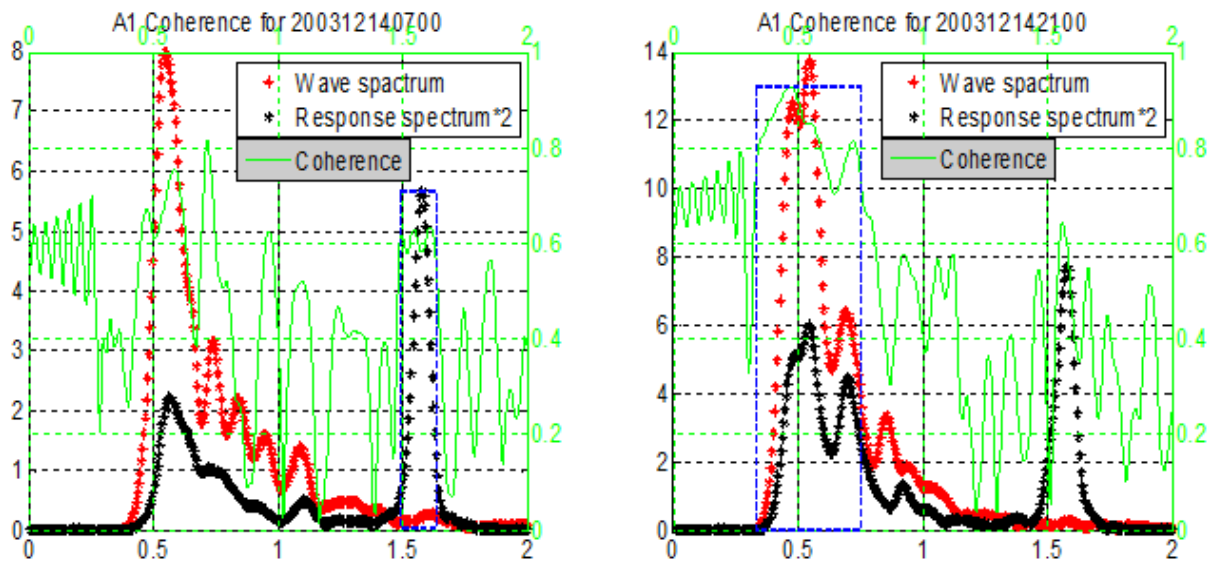 A1 Coherence for 200312140700
0 0.5 1 1.5 2
8 1
7
6
5
4
3
2
1
0
0.8
0.6
0.4
0.2
0
Wave spactrum
Response spectrum*2
Coherence
0 0.5 1 1.5 2
A1 Coherence for 200312142100
0 0.5 1 1.5 2
14 1
12
10
8
6
4
2
0
0.8
0.6
0.4
0.2
0
Wave spactrum
Response spectrum*2
Coherence
0 0.5 1 1.5 2